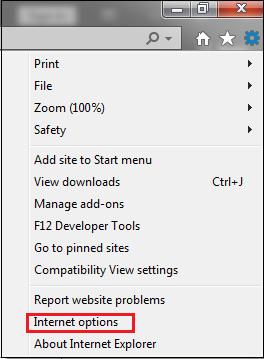 Print
File
Zoom (100%)
Safety
Add site to Start menu
View downloads Ctrl+J
Manage add-ons
F12 Developer Tools
Go to pinned sites
Compatibility View settings
Report website problems
Internet options
About Internet Explorer